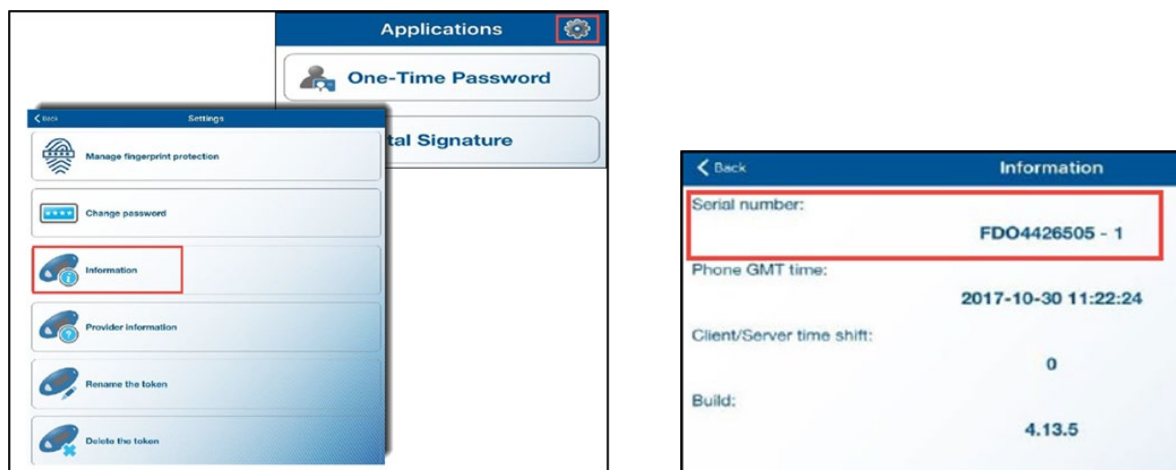 Applications
One-Time Password
tal Signature
Back
Settings
Manage fingerprint protection
Change password
Information
Provider information
Rename the token
Delete the token
Back
Information
Serial number:
FDO4426505 - 1
Phone GMT time:
2017-10-30 11:22:24
Client/Server time shift:
0
Build:
4.13.5